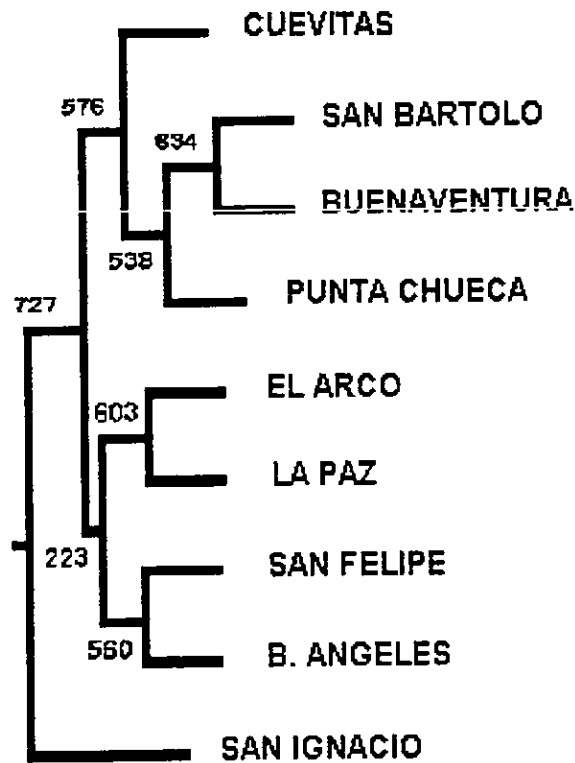 CUEVITAS
576
SAN BARTOLO
634
BUENAVENTURA
538
PUNTA CHUECA
727
EL ARCO
603
LA PAZ
223
SAN FELIPE
560
B. ANGELES
SAN IGNACIO